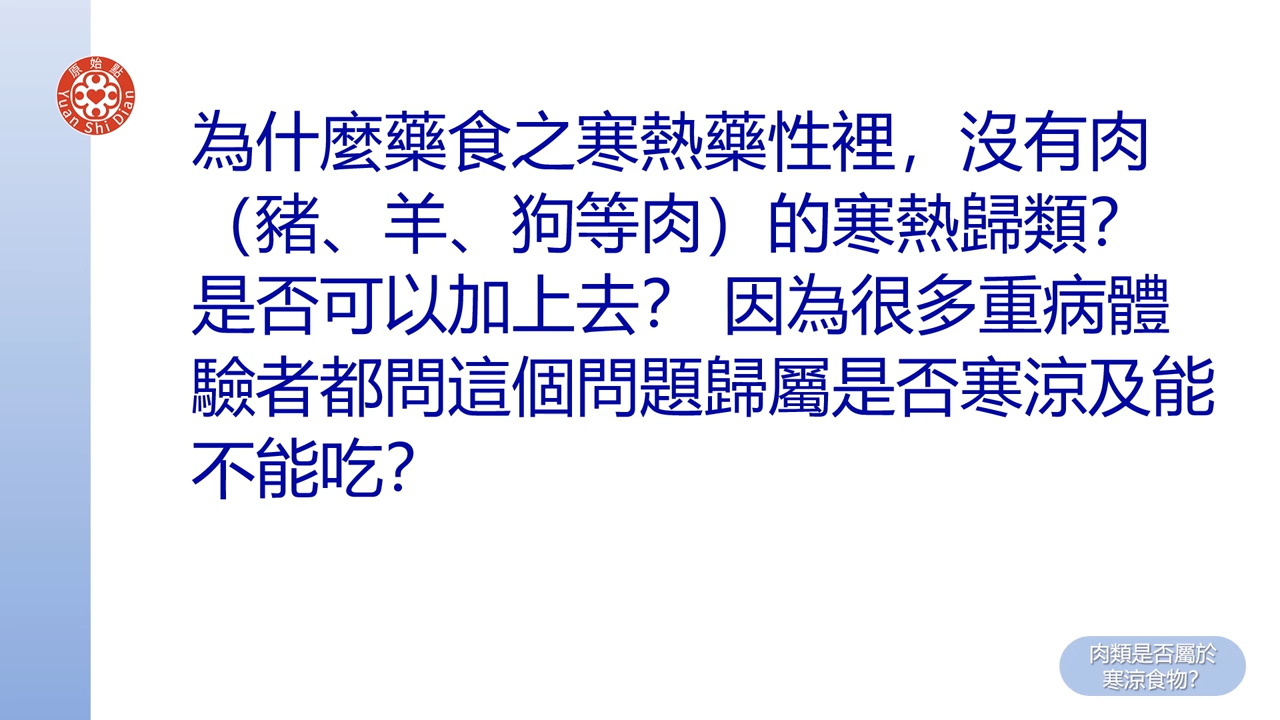 原始點
Yuan Shi Dian
為什麼藥食之寒熱藥性裡，沒有肉
（豬、羊、狗等肉）的寒熱歸類？
是否可以加上去？ 因為很多重病體
驗者都問這個問題歸屬是否寒涼及能
不能吃？
肉類是否屬於
寒涼食物？